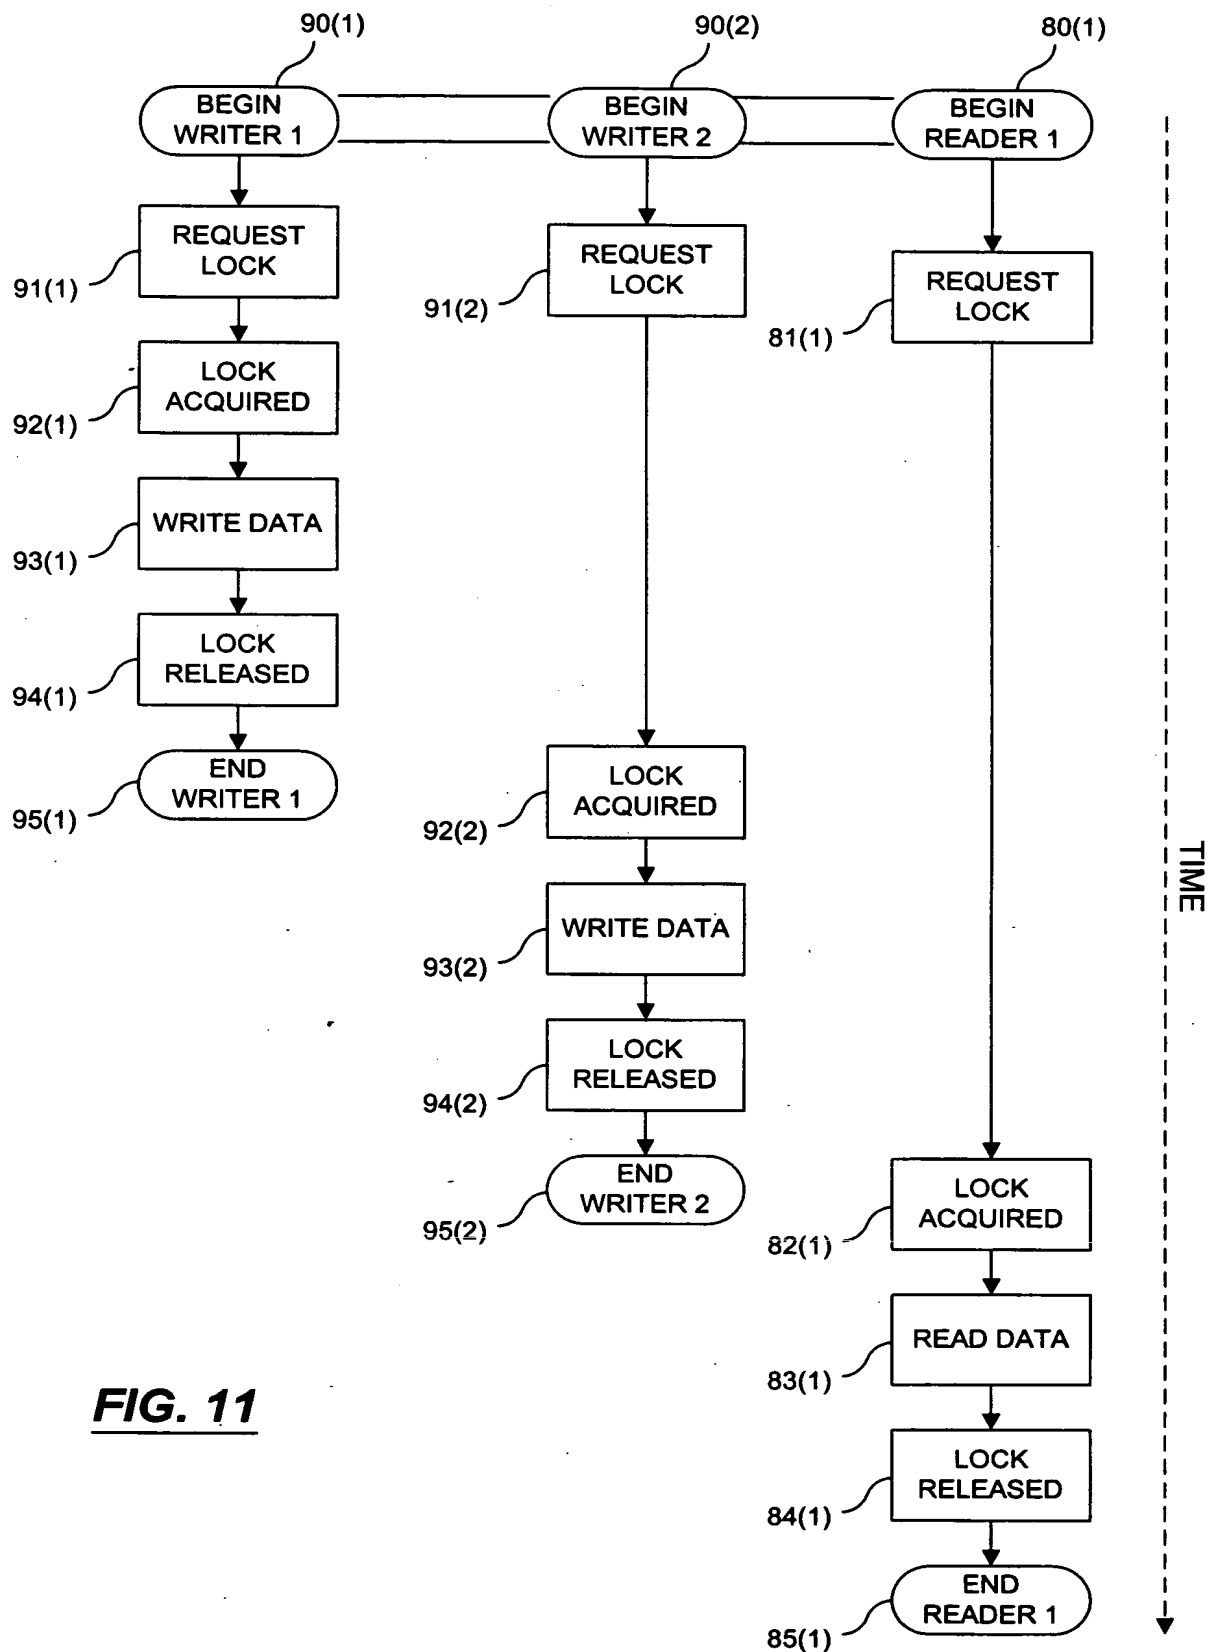 90(1)
90(2)
80(1)
BEGIN
WRITER 1
BEGIN
WRITER 2
BEGIN
READER 1
REQUEST
LOCK
91(1)
REQUEST
LOCK
91(2)
REQUEST
LOCK
81(1)
LOCK
ACQUIRED
92(1)
WRITE DATA
93(1)
LOCK
RELEASED
94(1)
END
WRITER 1
95(1)
LOCK
ACQUIRED
92(2)
WRITE DATA
93(2)
LOCK
RELEASED
94(2)
END
WRITER 2
95(2)
LOCK
ACQUIRED
82(1)
READ DATA
83(1)
LOCK
RELEASED
84(1)
END
READER 1
85(1)
TIME
FIG. 11